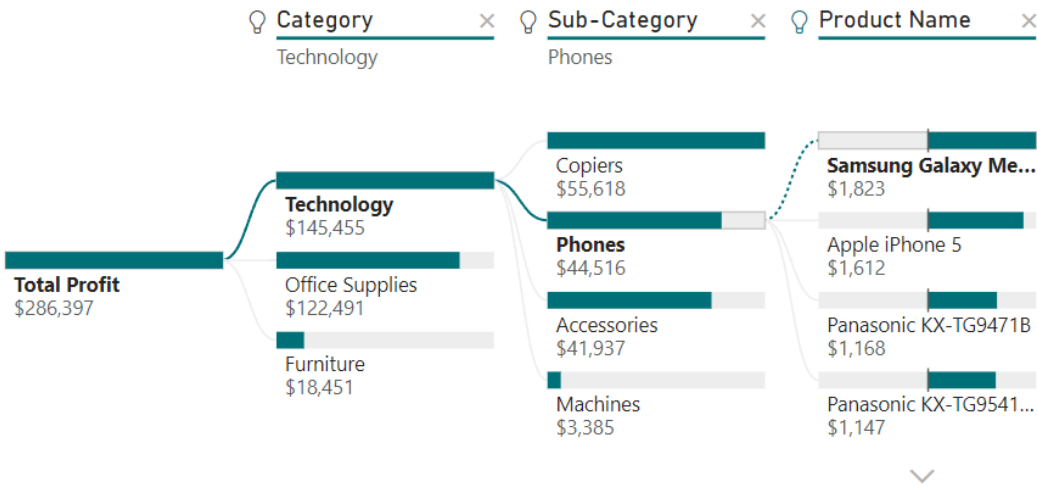 Category
Sub-Category
Product Name
Technology
Phones
Total Profit
$286,397
Technology
$145,455
Office Supplies
$122,491
Furniture
$18,451
Copiers
$55,618
Phones
$44,516
Accessories
$41,937
Machines
$3,385
Samsung Galaxy Me...
$1,823
Apple iPhone 5
$1,612
Panasonic KX-TG9471B
$1,168
Panasonic KX-TG9541...
$1,147